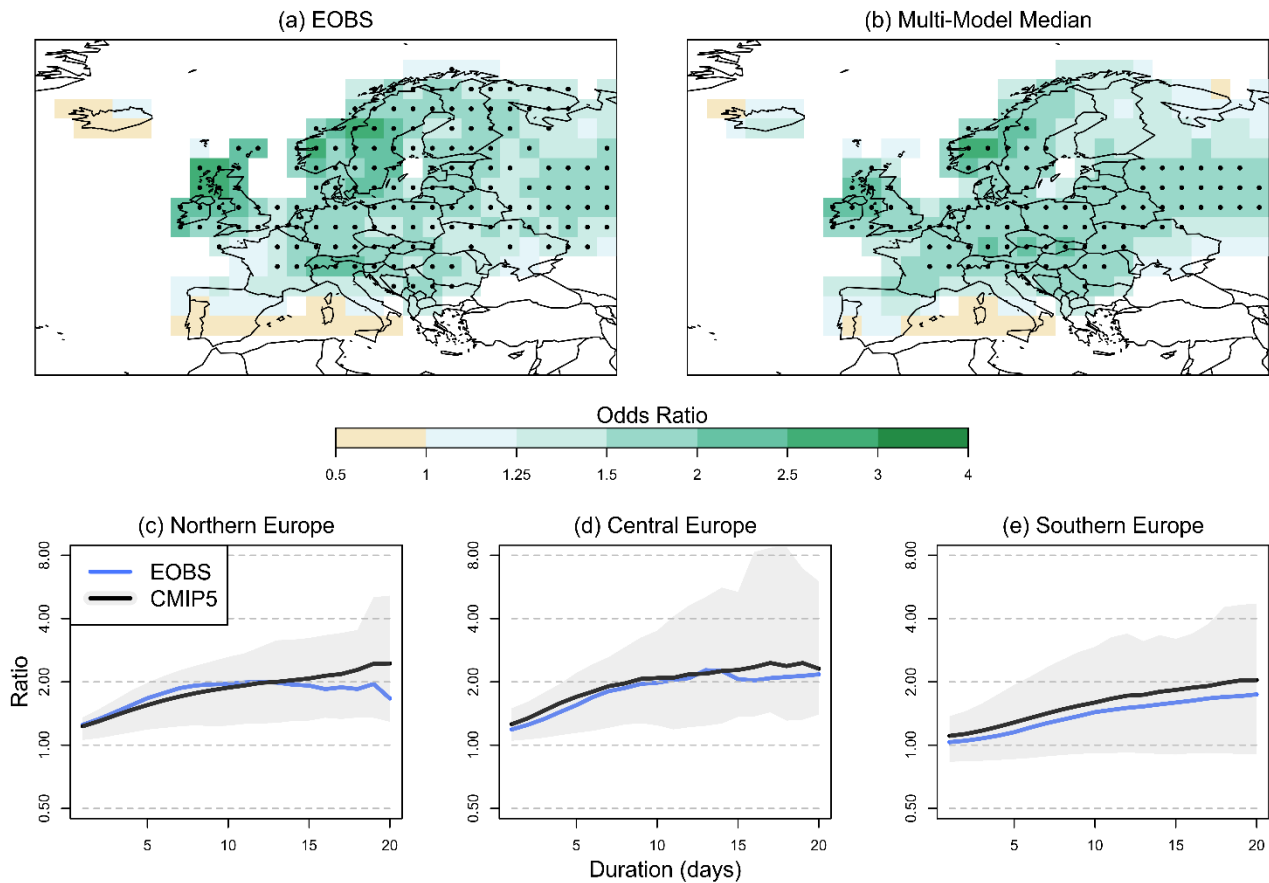 (a) EOBS
(b) Multi-Model Median
Odds Ratio
0.5 1 1.25 1.5 2 2.5 3 4
(c) Northern Europe
(d) Central Europe
(e) Southern Europe
EOBS
CMIP5
Ratio
8.00
4.00
2.00
1.00
0.50
8.00
4.00
2.00
1.00
0.50
8.00
4.00
2.00
1.00
0.50
5 10 15 20
5 10 15 20
5 10 15 20
Duration (days)